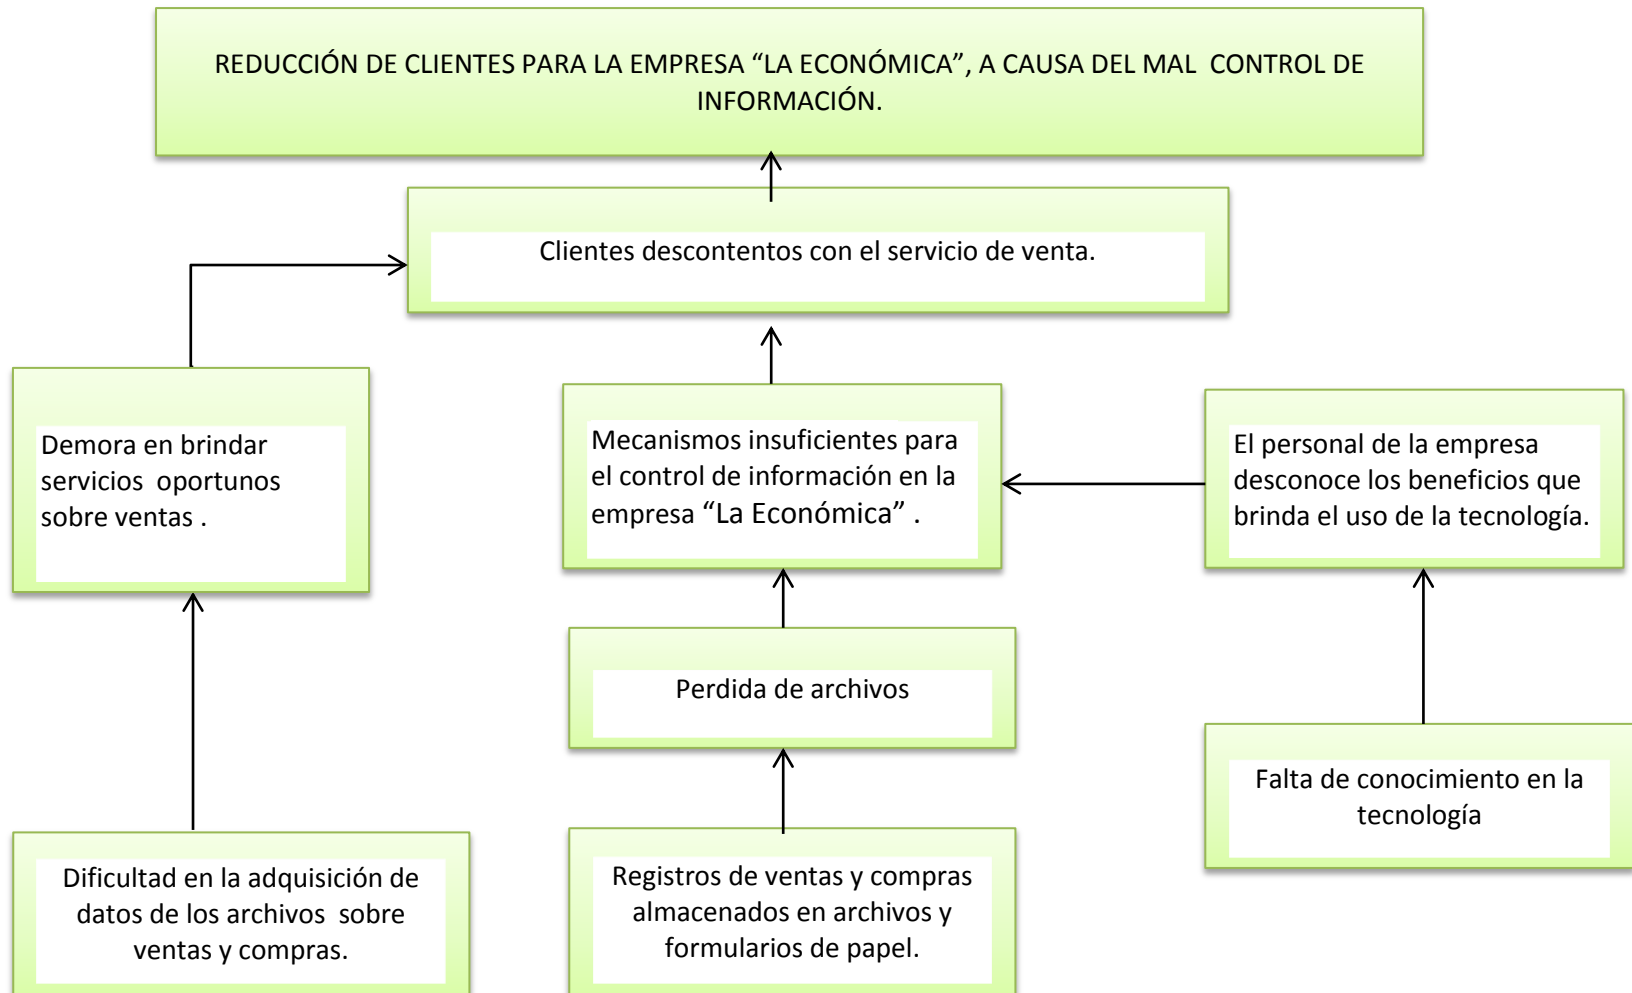 REDUCCIÓN DE CLIENTES PARA LA EMPRESA “LA ECONÓMICA”, A CAUSA DEL MAL CONTROL DE
INFORMACIÓN.
Clientes descontentos con el servicio de venta.
Demora en brindar
servicios oportunos
sobre ventas .
Mecanismos insuficientes para
el control de información en la
empresa “La Económica” .
El personal de la empresa
desconoce los beneficios que
brinda el uso de la tecnología.
Perdida de archivos
Falta de conocimiento en la
tecnología
Dificultad en la adquisición de
datos de los archivos sobre
ventas y compras.
Registros de ventas y compras
almacenados en archivos y
formularios de papel.